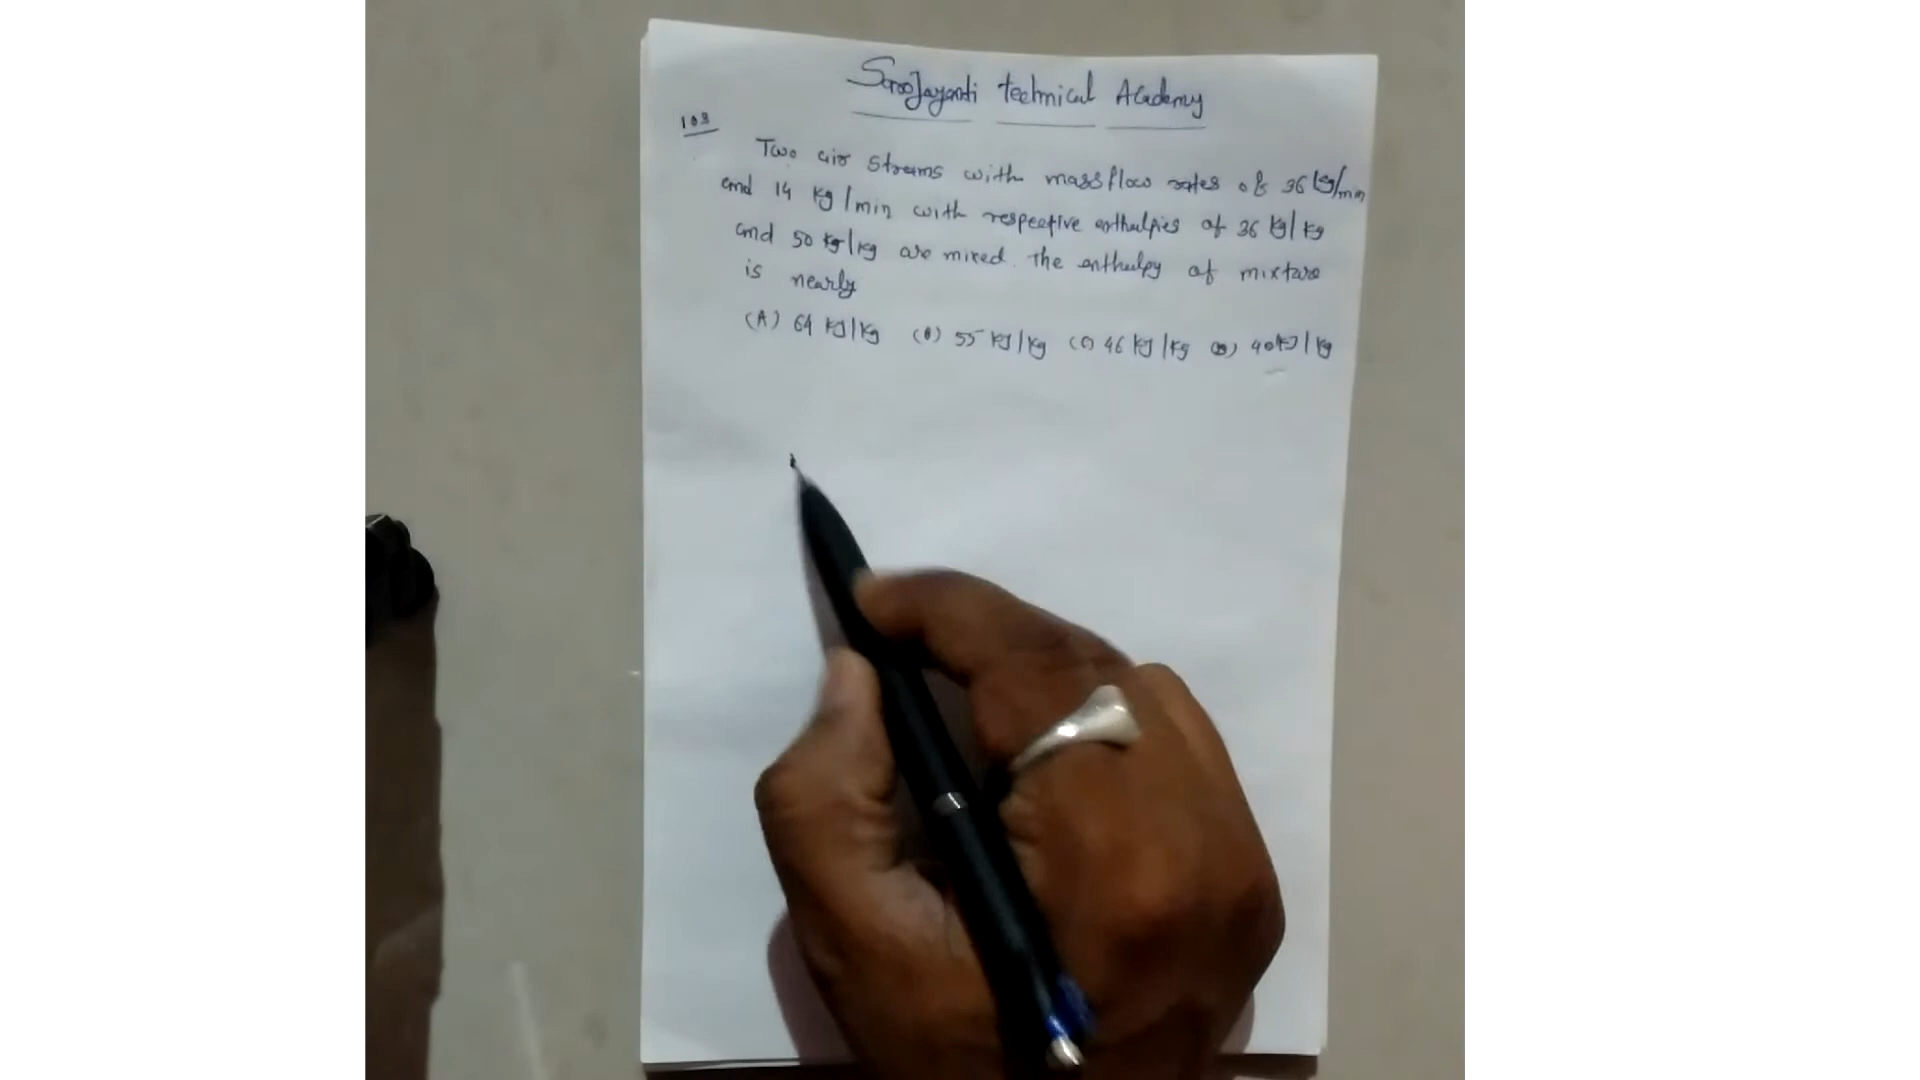 Saroojayanti technical Academy
103
Two air streams with mass flow rates of 36 kg/min
and 14 kg/min with respective enthalpies of 36 kJ/kg
and 50 kJ/kg are mixed. The enthalpy of mixture
is nearly
(A) 64 kJ/kg (B) 55 kJ/kg (C) 46 kJ/kg (D) 40 kJ/kg